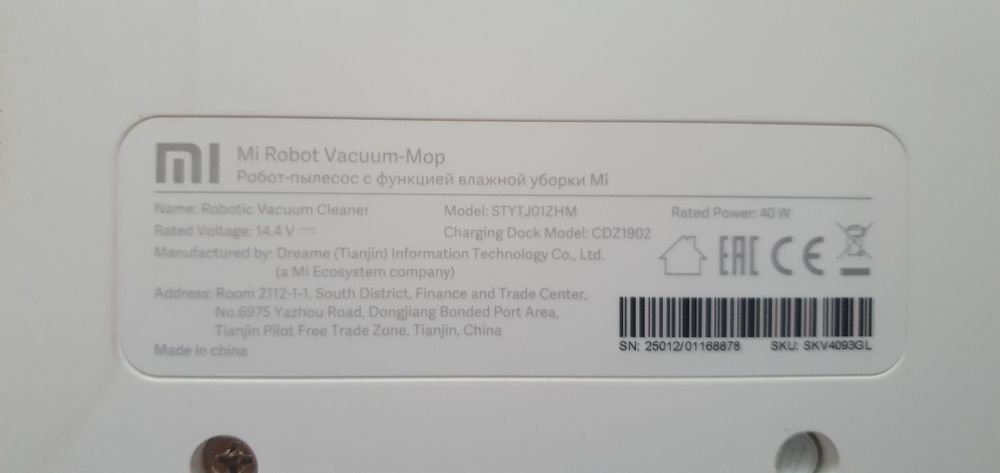 MI
Mi Robot Vacuum-Mop
Робот-пылесос с функцией влажной уборки Mi
Name: Robotic Vacuum Cleaner
Model: STYTJ01ZHM
Rated Power: 40 W
Rated Voltage: 14.4 V
Charging Dock Model: CDZ1902
Manufactured by: Dreame (Tianjin) Information Technology Co., Ltd.
(a Mi Ecosystem company)
EAC CE
Address: Room 2112-1-1, South District, Finance and Trade Center,
No.6975 Yazhou Road, Dongjiang Bonded Port Area,
Tianjin Pilot Free Trade Zone, Tianjin, China
Made in china
SN: 25012/01168878 SKU: SKV4093GL